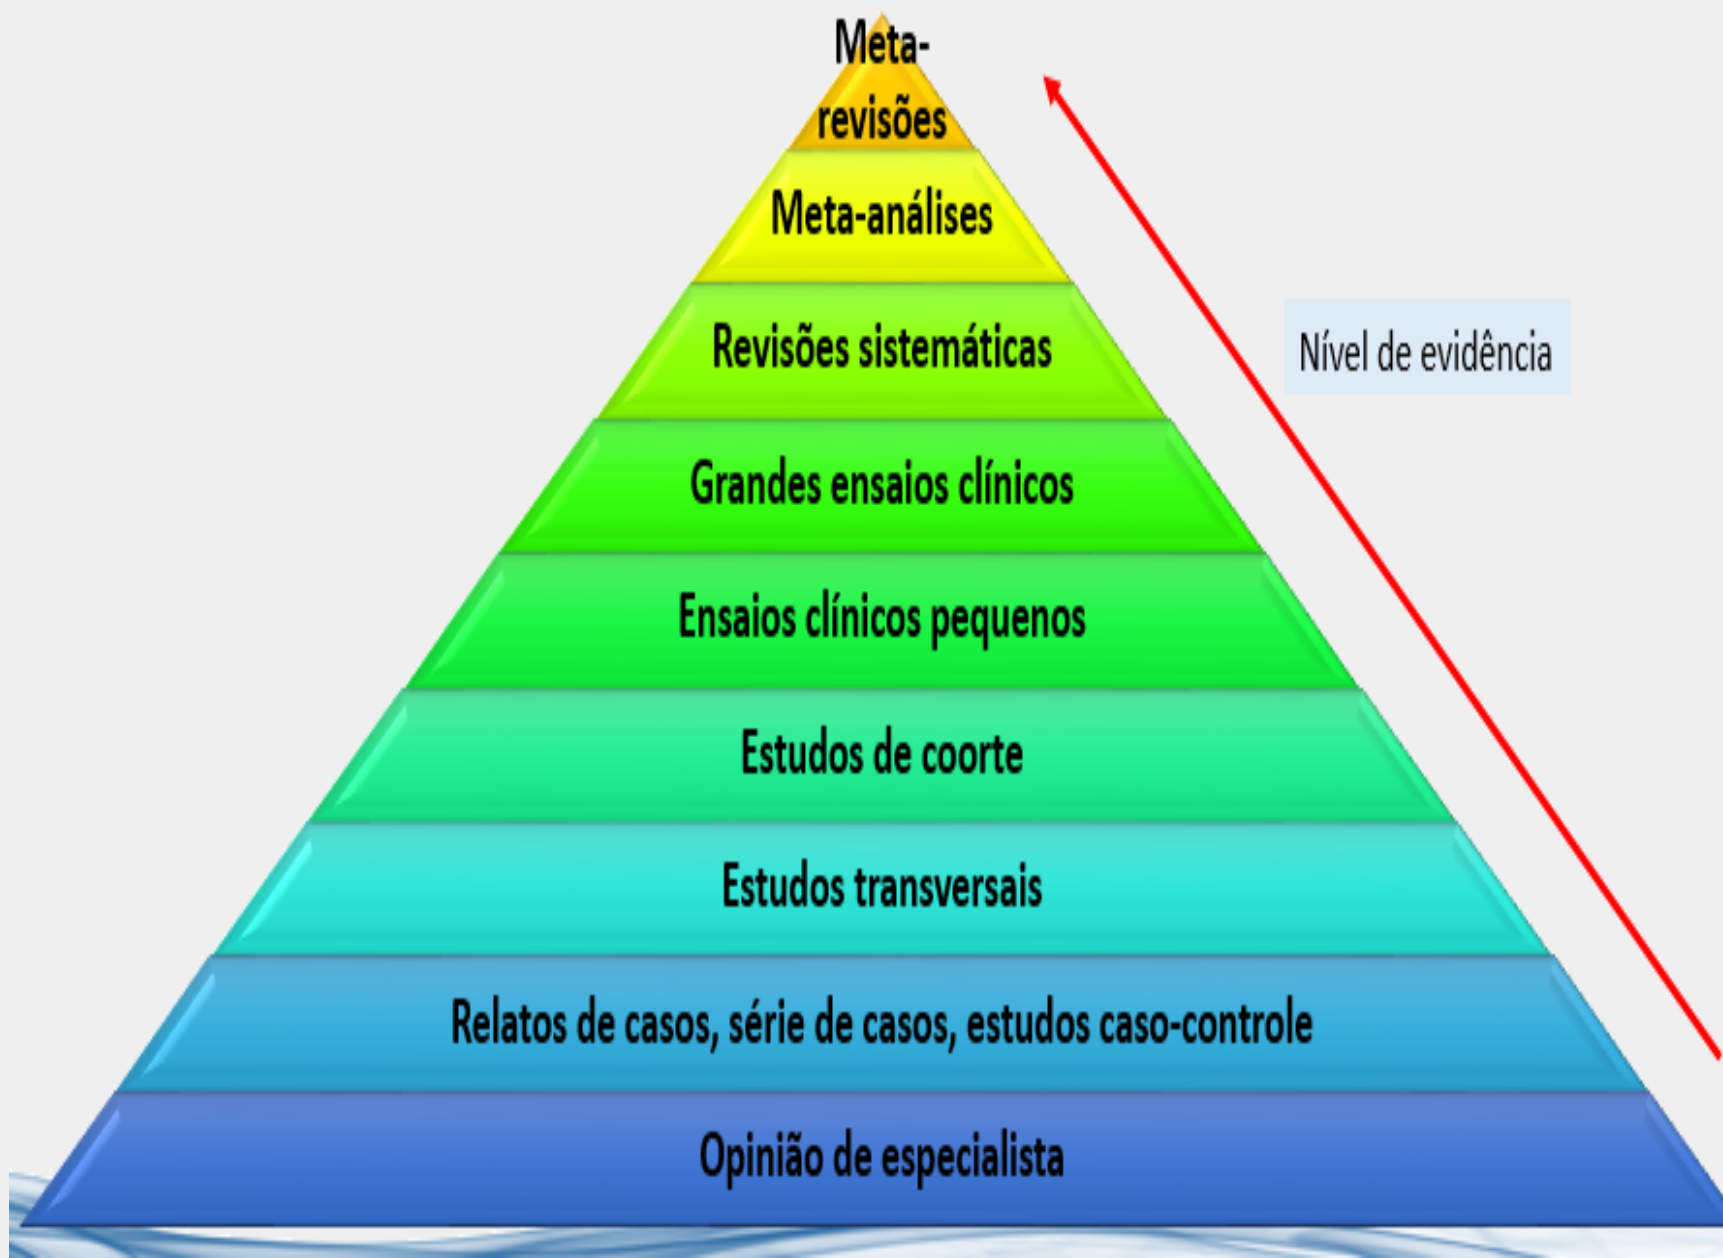 Meta-
revisões
Meta-análises
Revisões sistemáticas
Nível de evidência
Grandes ensaios clínicos
Ensaios clínicos pequenos
Estudos de coorte
Estudos transversais
Relatos de casos, série de casos, estudos caso-controle
Opinião de especialista